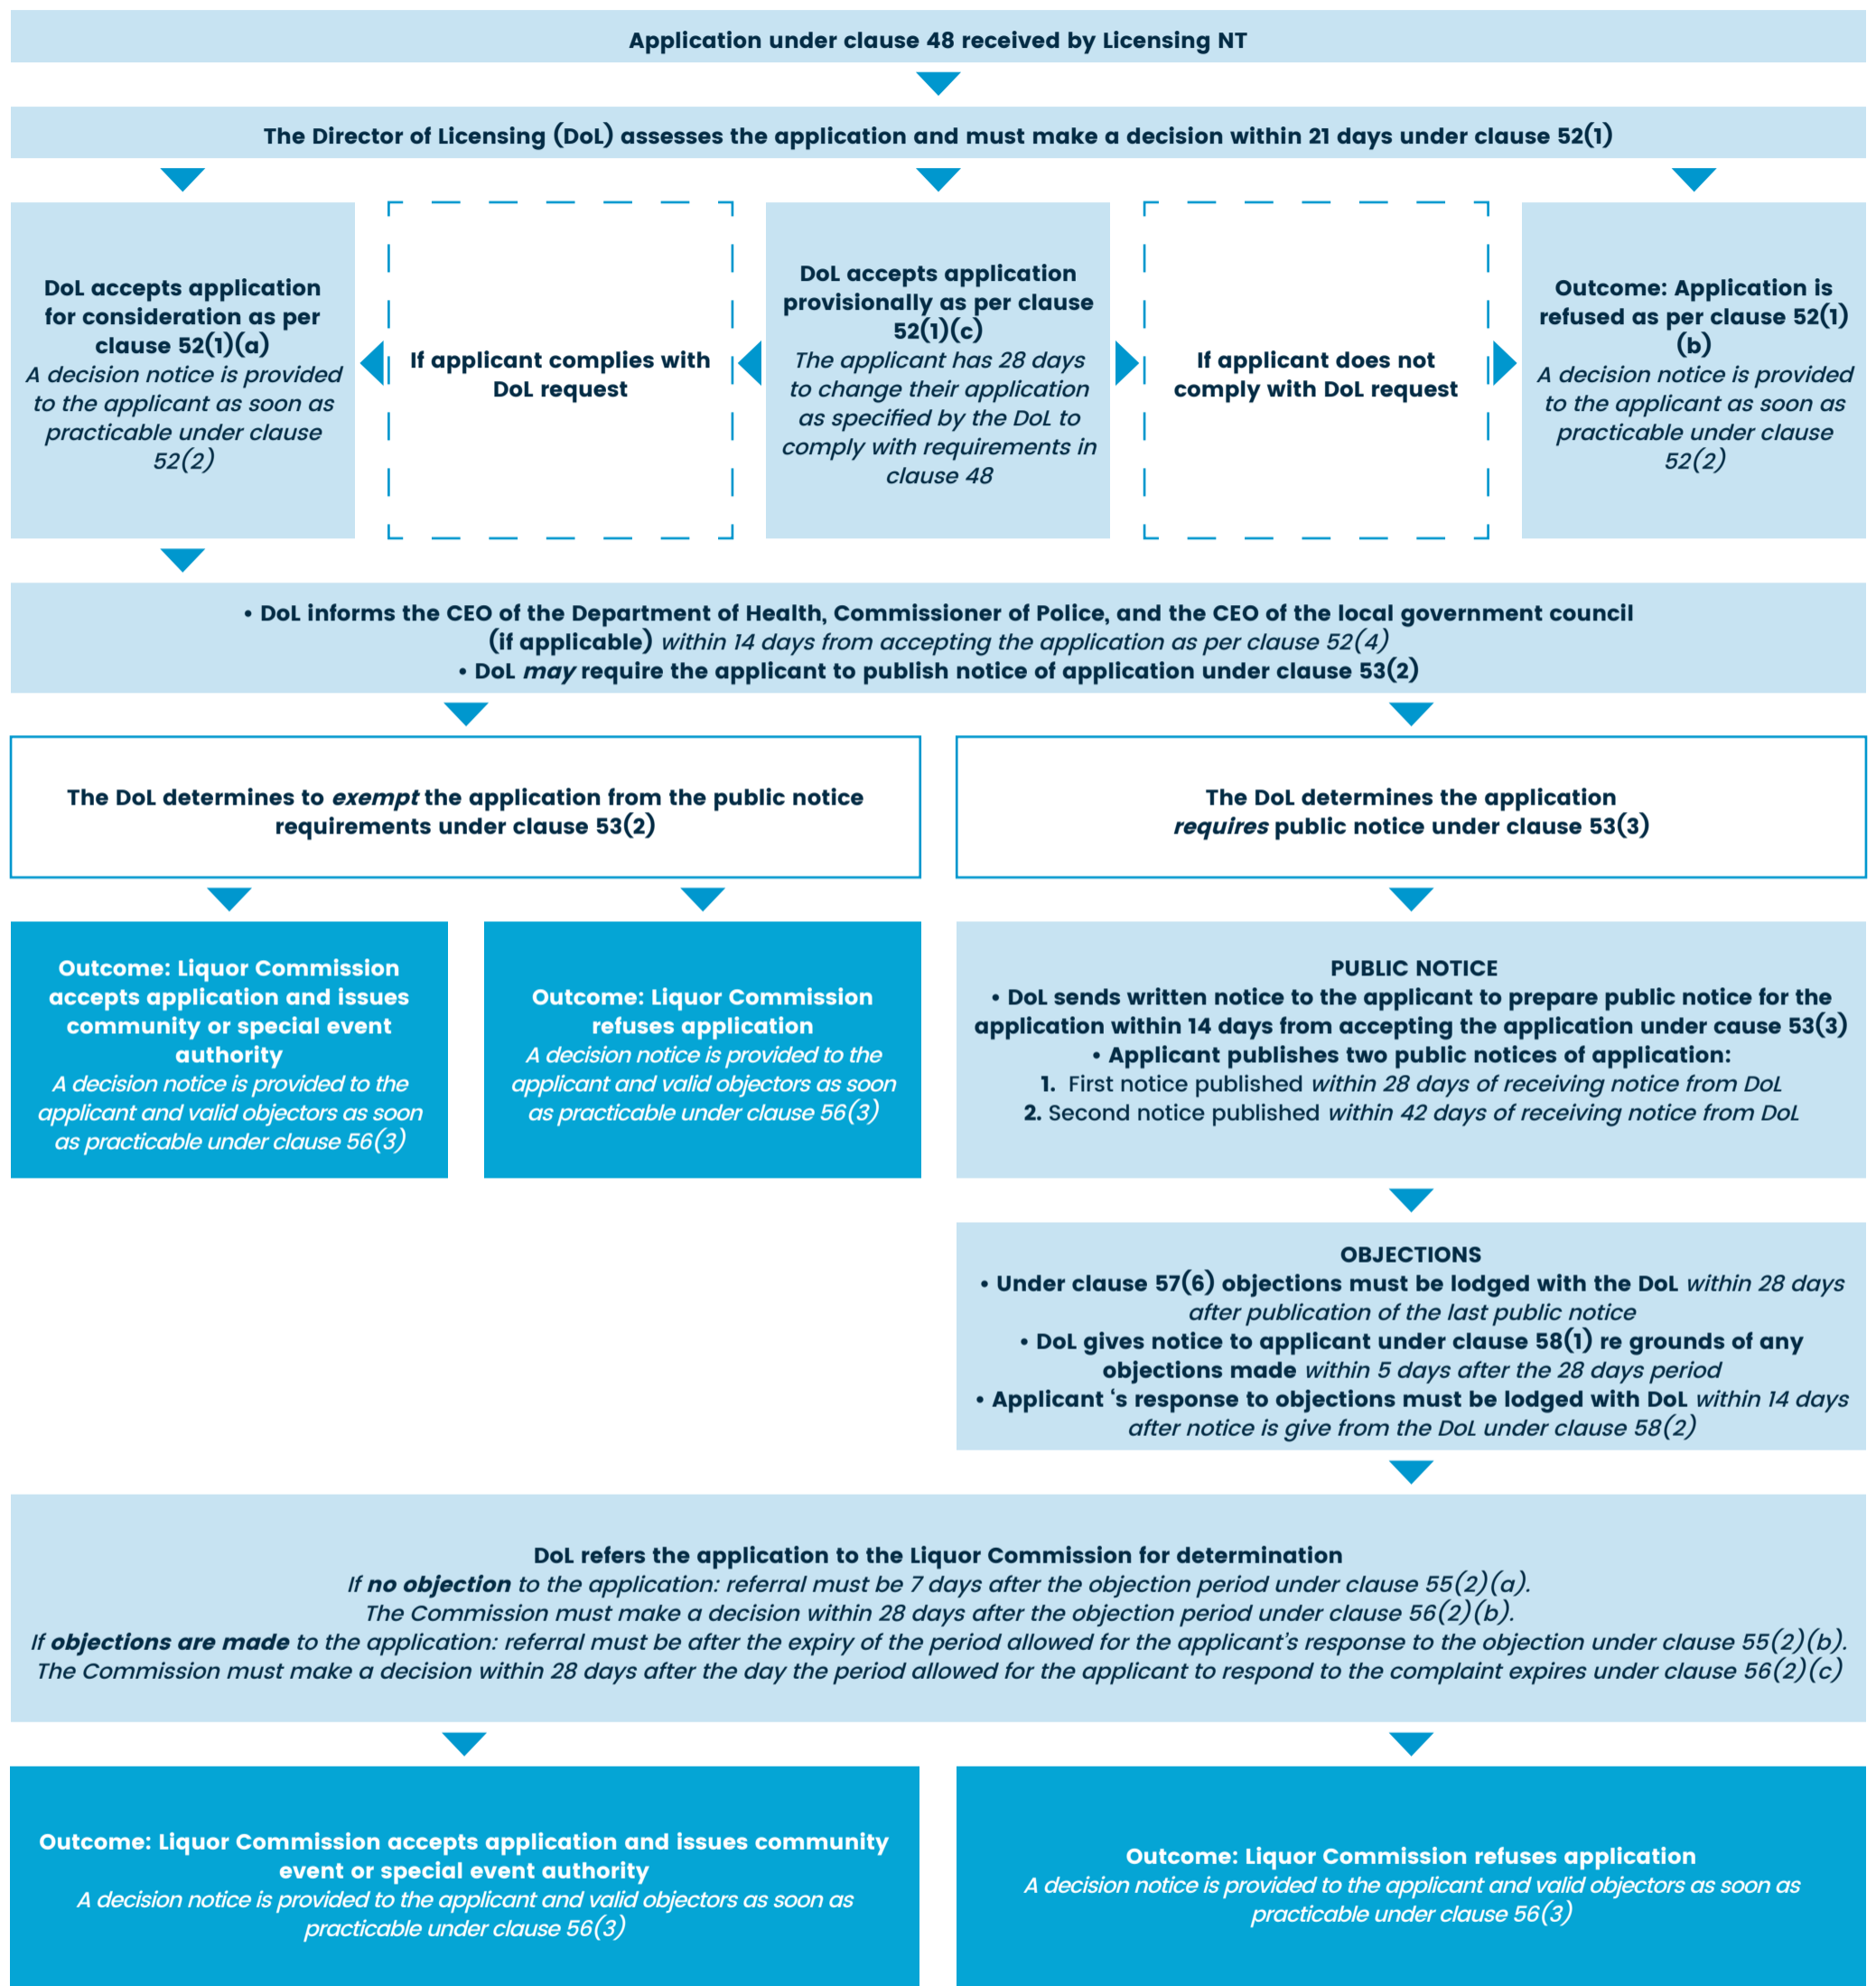 Application under clause 48 received by Licensing NT
The Director of Licensing (DoL) assesses the application and must make a decision within 21 days under clause 52(1)
DoL accepts application
for consideration as per
clause 52(1)(a)
A decision notice is provided
to the applicant as soon as
practicable under clause
52(2)
If applicant complies with
DoL request
DoL accepts application
provisionally as per clause
52(1)(c)
The applicant has 28 days
to change their application
as specified by the DoL to
comply with requirements in
clause 48
If applicant does not
comply with DoL request
Outcome: Application is
refused as per clause 52(1)
(b)
A decision notice is provided
to the applicant as soon as
practicable under clause
52(2)
• DoL informs the CEO of the Department of Health, Commissioner of Police, and the CEO of the local government council
(if applicable) within 14 days from accepting the application as per clause 52(4)
• DoL may require the applicant to publish notice of application under clause 53(2)
The DoL determines to exempt the application from the public notice
requirements under clause 53(2)
The DoL determines the application
requires public notice under clause 53(3)
Outcome: Liquor Commission
accepts application and issues
community or special event
authority
A decision notice is provided to the
applicant and valid objectors as soon
as practicable under clause 56(3)
Outcome: Liquor Commission
refuses application
A decision notice is provided to the
applicant and valid objectors as soon
as practicable under clause 56(3)
PUBLIC NOTICE
• DoL sends written notice to the applicant to prepare public notice for the
application within 14 days from accepting the application under cause 53(3)
• Applicant publishes two public notices of application:
1. First notice published within 28 days of receiving notice from DoL
2. Second notice published within 42 days of receiving notice from DoL
OBJECTIONS
• Under clause 57(6) objections must be lodged with the DoL within 28 days
after publication of the last public notice
• DoL gives notice to applicant under clause 58(1) re grounds of any
objections made within 5 days after the 28 days period
• Applicant ‘s response to objections must be lodged with DoL within 14 days
after notice is give from the DoL under clause 58(2)
DoL refers the application to the Liquor Commission for determination
If no objection to the application: referral must be 7 days after the objection period under clause 55(2)(a).
The Commission must make a decision within 28 days after the objection period under clause 56(2)(b).
If objections are made to the application: referral must be after the expiry of the period allowed for the applicant’s response to the objection under clause 55(2)(b).
The Commission must make a decision within 28 days after the day the period allowed for the applicant to respond to the complaint expires under clause 56(2)(c)
Outcome: Liquor Commission accepts application and issues community
event or special event authority
A decision notice is provided to the applicant and valid objectors as soon as
practicable under clause 56(3)
Outcome: Liquor Commission refuses application
A decision notice is provided to the applicant and valid objectors as soon as
practicable under clause 56(3)